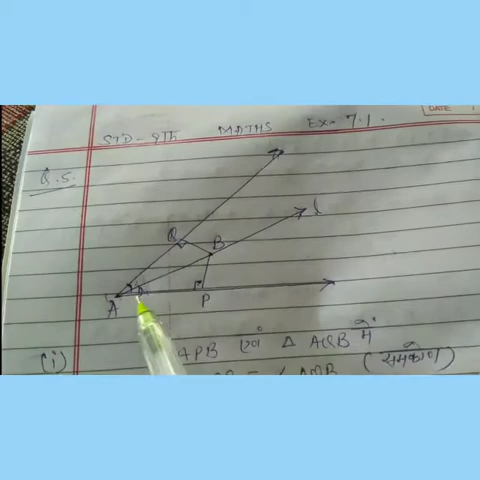 DATE
STD-9Th MATHS Ex-7.1.
Q.5.
l
Q
B
A
P
(i) APB एवं Δ AQB में
(समकोण)